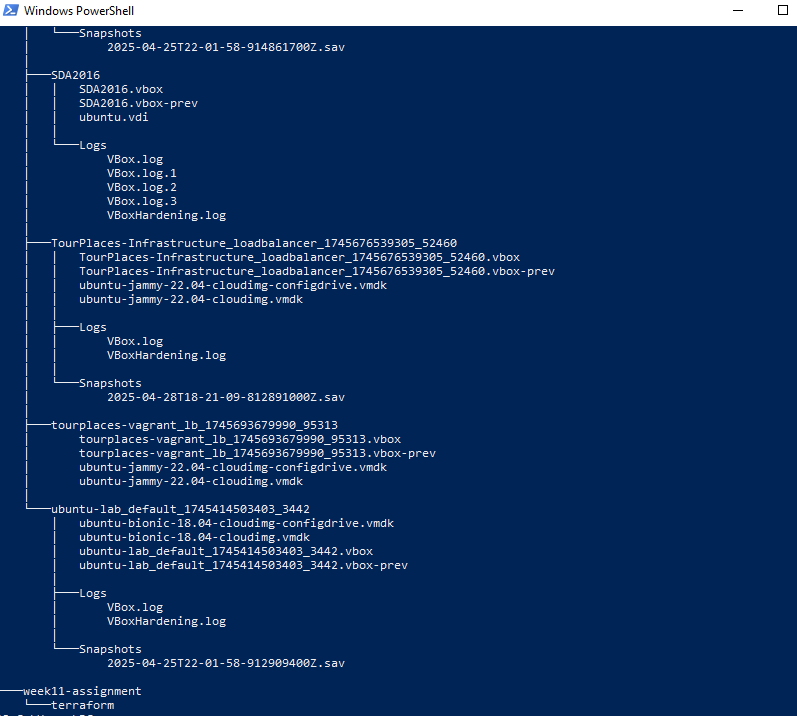 Windows PowerShell
│   └───Snapshots
│           2025-04-25T22-01-58-914861700Z.sav
│
├───SDA2016
│   │   SDA2016.vbox
│   │   SDA2016.vbox-prev
│   │   ubuntu.vdi
│   │
│   └───Logs
│           VBox.log
│           VBox.log.1
│           VBox.log.2
│           VBox.log.3
│           VBoxHardening.log
│
├───TourPlaces-Infrastructure_loadbalancer_1745676539305_52460
│   │   TourPlaces-Infrastructure_loadbalancer_1745676539305_52460.vbox
│   │   TourPlaces-Infrastructure_loadbalancer_1745676539305_52460.vbox-prev
│   │   ubuntu-jammy-22.04-cloudimg-configdrive.vmdk
│   │   ubuntu-jammy-22.04-cloudimg.vmdk
│   │
│   ├───Logs
│   │       VBox.log
│   │       VBoxHardening.log
│   │
│   └───Snapshots
│           2025-04-28T18-21-09-812891000Z.sav
│
├───tourplaces-vagrant_lb_1745693679990_95313
│       tourplaces-vagrant_lb_1745693679990_95313.vbox
│       tourplaces-vagrant_lb_1745693679990_95313.vbox-prev
│       ubuntu-jammy-22.04-cloudimg-configdrive.vmdk
│       ubuntu-jammy-22.04-cloudimg.vmdk
│
└───ubuntu-lab_default_1745414503403_3442
    │   ubuntu-bionic-18.04-cloudimg-configdrive.vmdk
    │   ubuntu-bionic-18.04-cloudimg.vmdk
    │   ubuntu-lab_default_1745414503403_3442.vbox
    │   ubuntu-lab_default_1745414503403_3442.vbox-prev
    │
    ├───Logs
    │       VBox.log
    │       VBoxHardening.log
    │
    └───Snapshots
            2025-04-25T22-01-58-912909400Z.sav

───week11-assignment
└───terraform